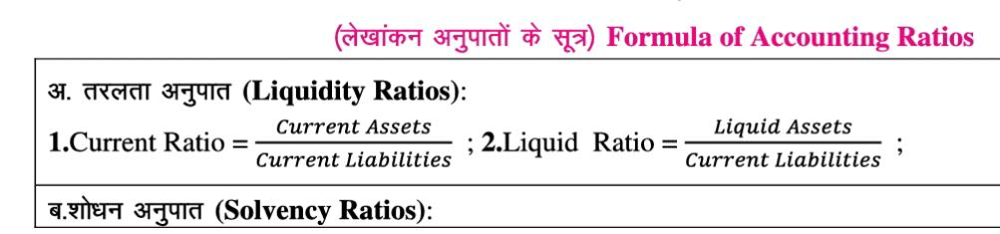 (लेखांकन अनुपातों के सूत्र) Formula of Accounting Ratios
अ. तरलता अनुपात (Liquidity Ratios):
1.Current Ratio = Current Assets / Current Liabilities ; 2.Liquid Ratio = Liquid Assets / Current Liabilities ;
ब.शोधन अनुपात (Solvency Ratios):